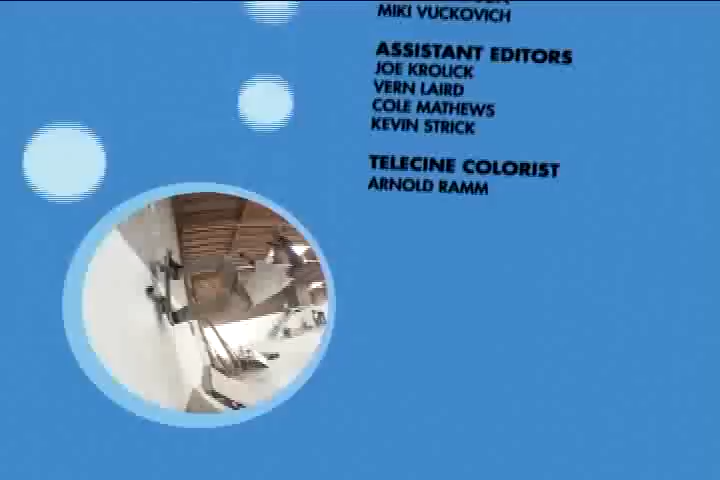 MIKI VUCKOVICH
ASSISTANT EDITORS
JOE KROLICK
VERN LAIRD
COLE MATHEWS
KEVIN STRICK
TELECINE COLORIST
ARNOLD RAMM